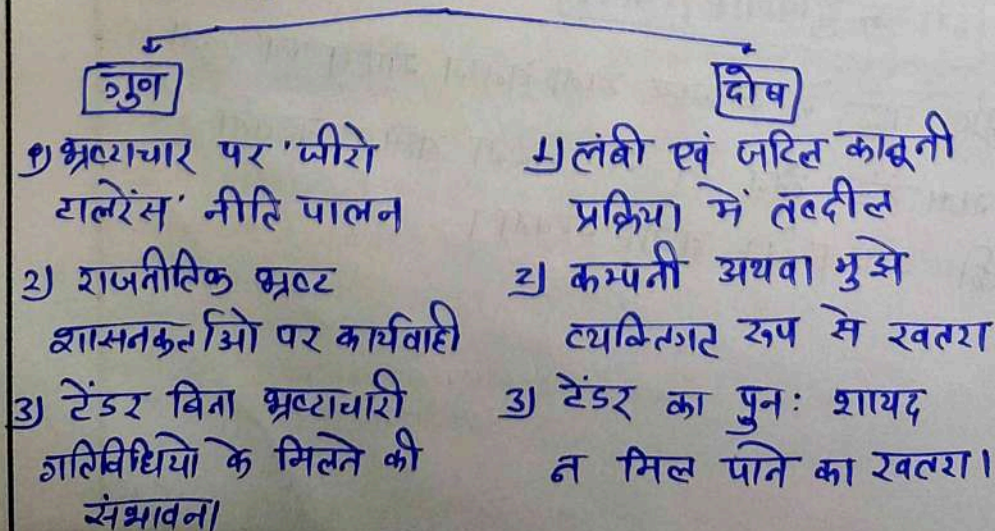 गुण
दोष
1) भ्रष्टाचार पर 'जीरो
टालरेंस' नीति पालन
2) राजनीतिक भ्रष्ट
शासनकर्ताओ पर कार्यवाही
3) टेंडर बिना भ्रष्टाचारी
गतिविधियो के मिलने की
संभावना।
1) लंबी एवं जटिल कानूनी
प्रक्रिया में तब्दील
2) कम्पनी अथवा मुझे
व्यक्तिगत रूप से खतरा
3) टेंडर का पुनः शायद
न मिल पाने का खतरा।